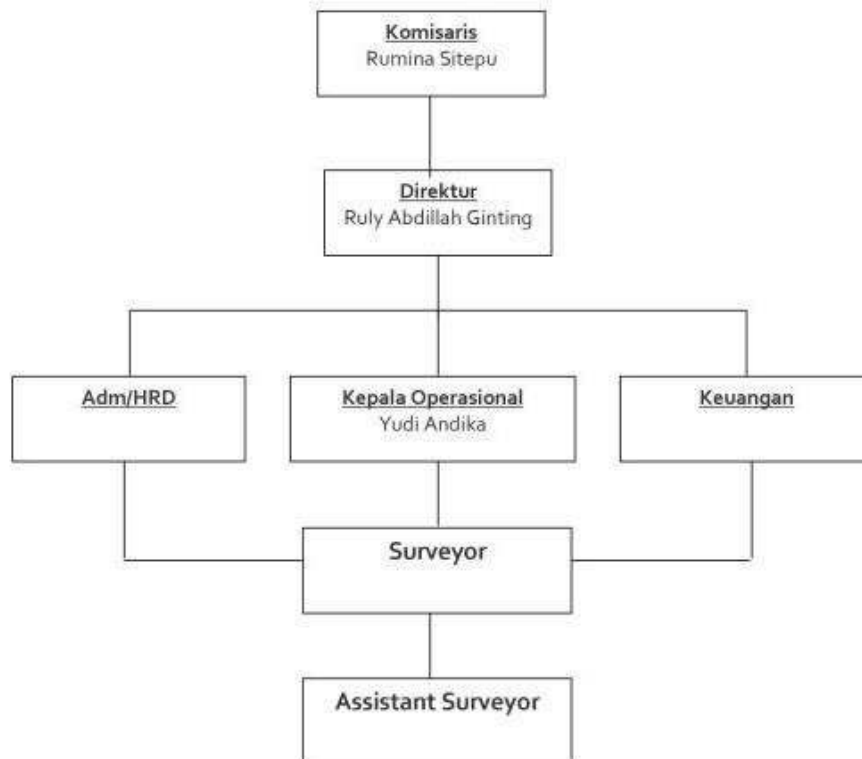 Komisaris
Rumina Sitepu
Direktur
Ruly Abdillah Ginting
Adm/HRD
Kepala Operasional
Yudi Andika
Keuangan
Surveyor
Assistant Surveyor